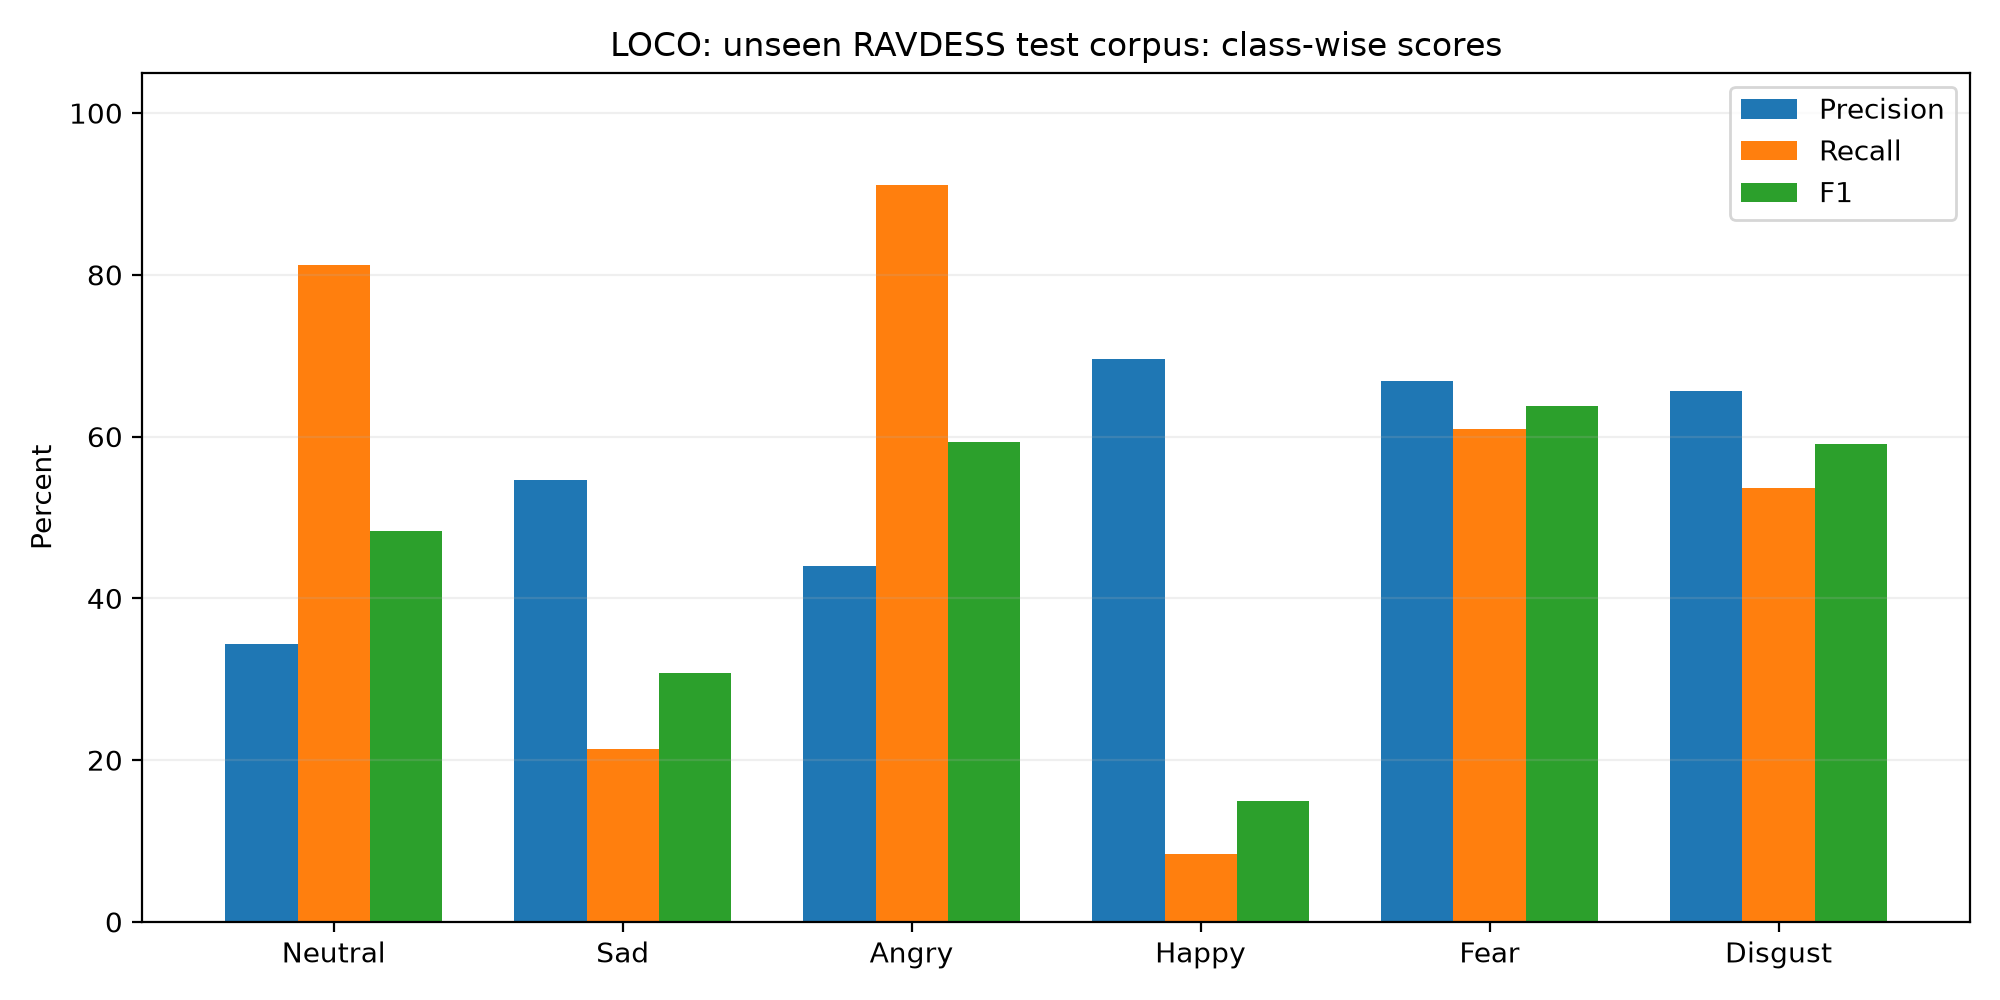 LOCO: unseen RAVDESS test corpus: class-wise scores
100
80
60
40
20
0
Percent
Precision
Recall
F1
Neutral
Sad
Angry
Happy
Fear
Disgust